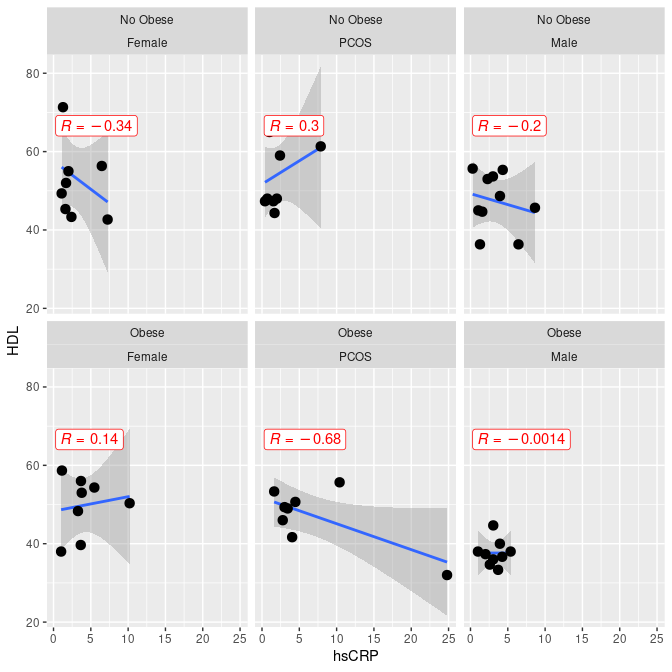 No Obese No Obese No Obese
Female PCOS Male
80
R = −0.34 R = 0.3 R = −0.2
60
40
20
HDL
Obese Obese Obese
Female PCOS Male
80
R = 0.14 R = −0.68 R = −0.0014
60
40
20
0 5 10 15 20 25 0 5 10 15 20 25 0 5 10 15 20 25
hsCRP